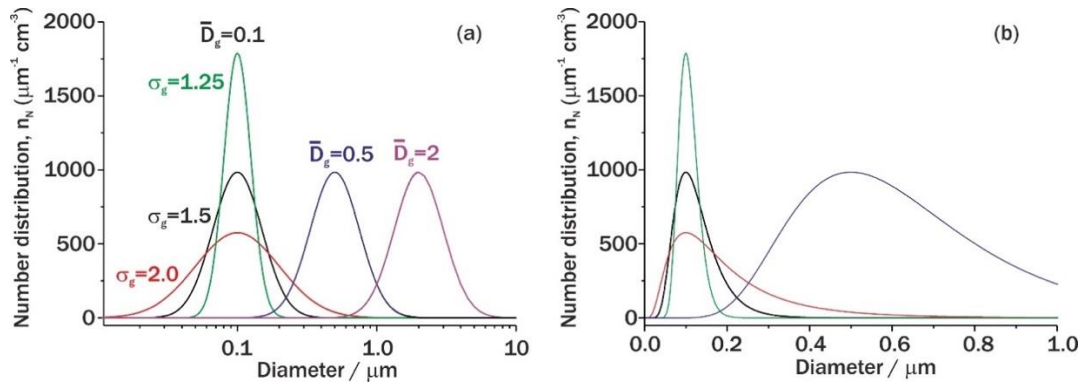 2000
1500
1000
500
0
Number distribution, nN (μm-1 cm-3)
D̅g=0.1
(a)
σg=1.25
D̅g=0.5
D̅g=2
σg=1.5
σg=2.0
0.1
1.0
10
Diameter / μm
2000
1500
1000
500
0
Number distribution, nN (μm-1 cm-3)
(b)
0.0
0.2
0.4
0.6
0.8
1.0
Diameter / μm